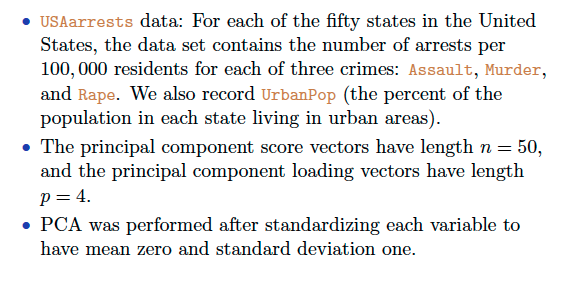 • USAarrests data: For each of the fifty states in the United
States, the data set contains the number of arrests per
100, 000 residents for each of three crimes: Assault, Murder,
and Rape. We also record UrbanPop (the percent of the
population in each state living in urban areas).
• The principal component score vectors have length n = 50,
and the principal component loading vectors have length
p = 4.
• PCA was performed after standardizing each variable to
have mean zero and standard deviation one.